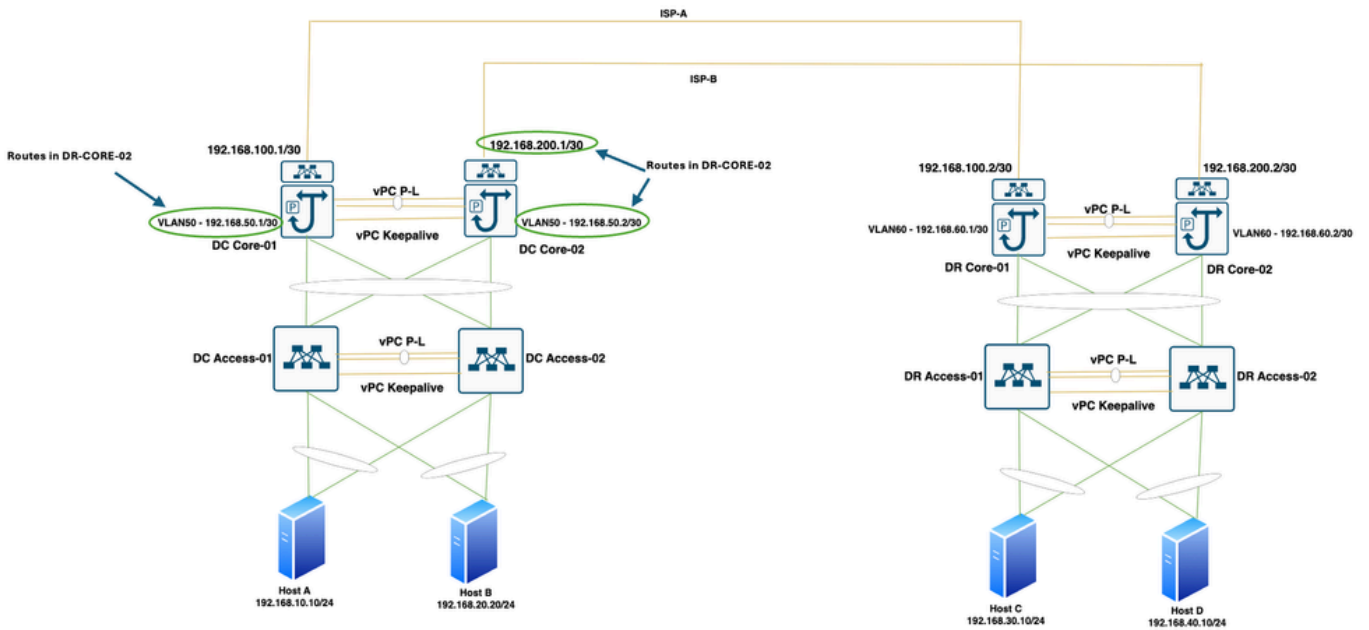 ISP-A
ISP-B
192.168.100.1/30
192.168.200.1/30
Routes in DR-CORE-02
Routes in DR-CORE-02
192.168.100.2/30
192.168.200.2/30
vPC P-L
P
P
VLAN50 - 192.168.50.1/30
VLAN50 - 192.168.50.2/30
vPC Keepalive
DC Core-01
DC Core-02
vPC P-L
P
P
VLAN60 - 192.168.60.1/30
VLAN60 - 192.168.60.2/30
vPC Keepalive
DR Core-01
DR Core-02
DC Access-01
vPC P-L
DC Access-02
vPC Keepalive
DR Access-01
vPC P-L
DR Access-02
vPC Keepalive
Host A
192.168.10.10/24
Host B
192.168.20.20/24
Host C
192.168.30.10/24
Host D
192.168.40.10/24